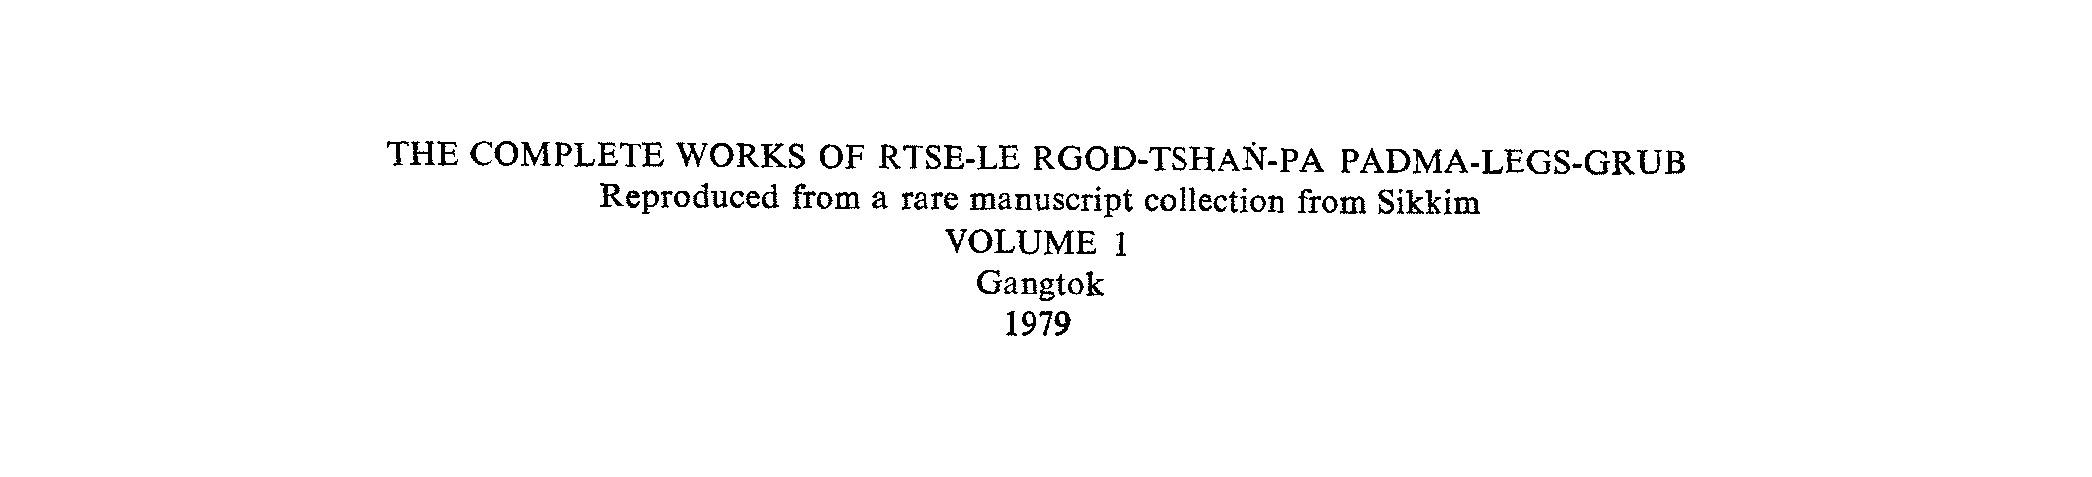 THE COMPLETE WORKS OF RTSE-LE RGOD-TSHAṄ-PA PADMA-LEGS-GRUB
Reproduced from a rare manuscript collection from Sikkim
VOLUME 1
Gangtok
1979